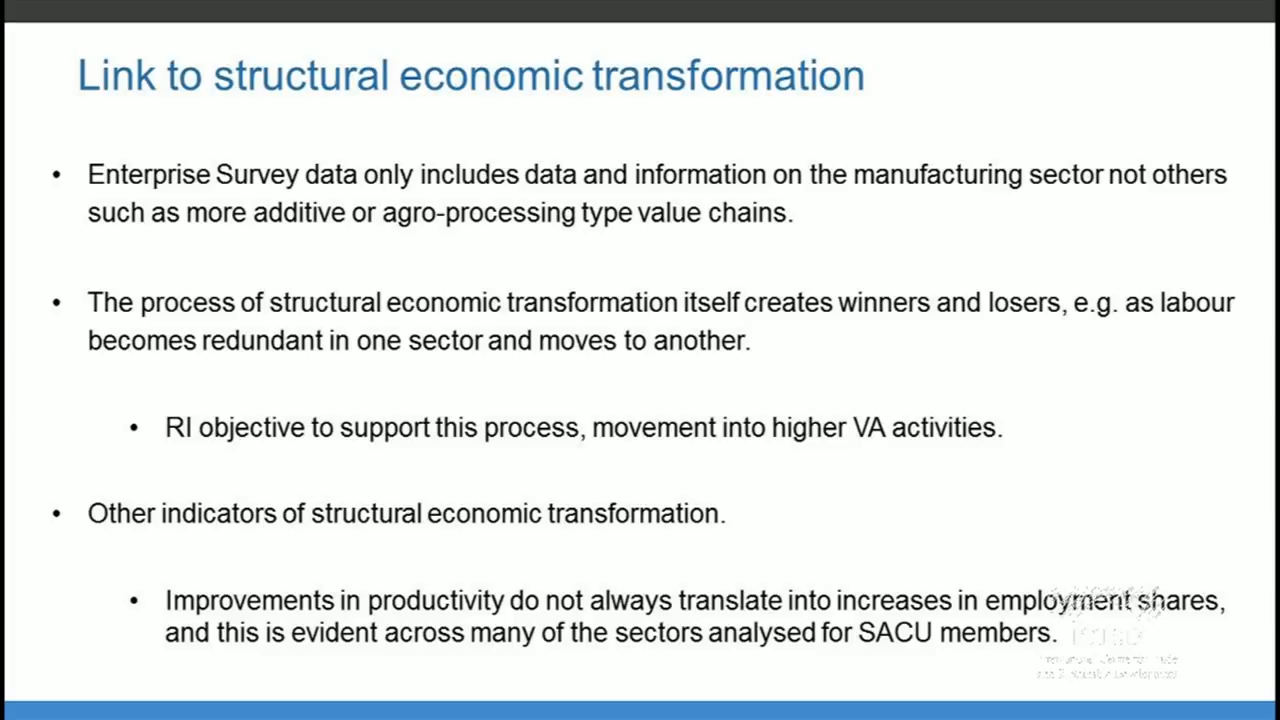 Link to structural economic transformation
• Enterprise Survey data only includes data and information on the manufacturing sector not others
such as more additive or agro-processing type value chains.
• The process of structural economic transformation itself creates winners and losers, e.g. as labour
becomes redundant in one sector and moves to another.
• RI objective to support this process, movement into higher VA activities.
• Other indicators of structural economic transformation.
• Improvements in productivity do not always translate into increases in employment shares,
and this is evident across many of the sectors analysed for SACU members.